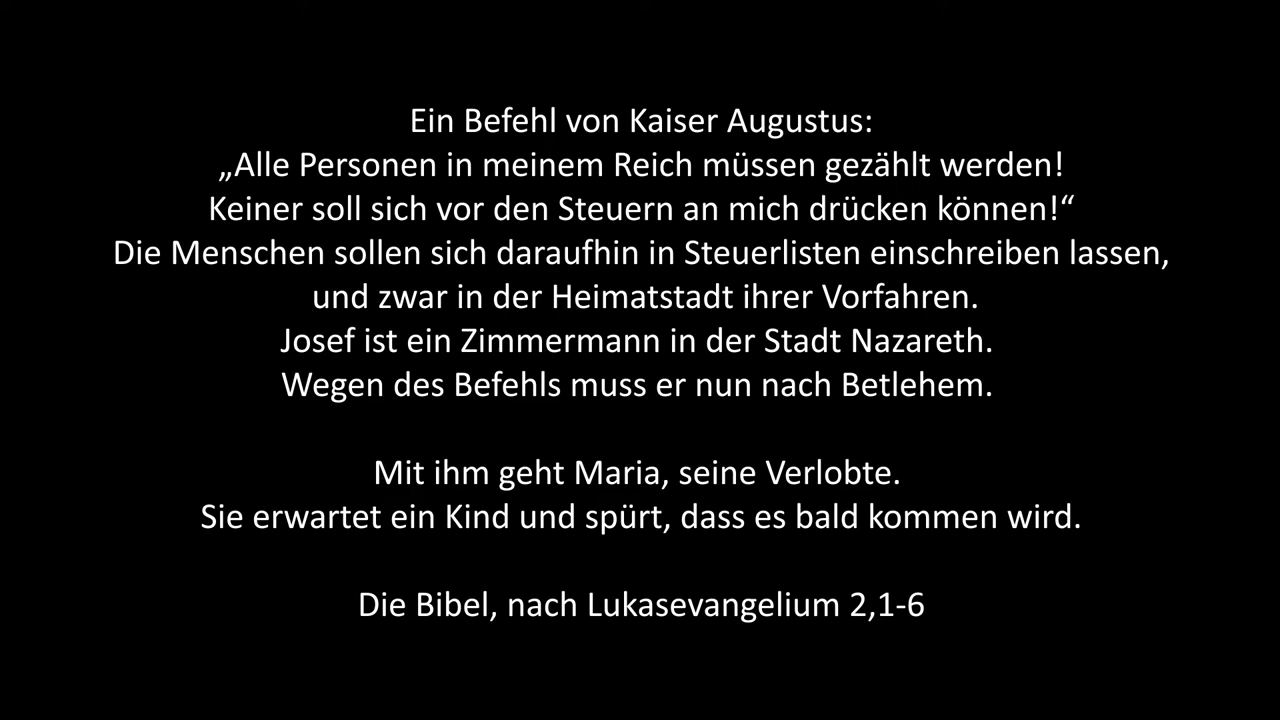 Ein Befehl von Kaiser Augustus:
„Alle Personen in meinem Reich müssen gezählt werden!
Keiner soll sich vor den Steuern an mich drücken können!“
Die Menschen sollen sich daraufhin in Steuerlisten einschreiben lassen,
und zwar in der Heimatstadt ihrer Vorfahren.
Josef ist ein Zimmermann in der Stadt Nazareth.
Wegen des Befehls muss er nun nach Betlehem.
Mit ihm geht Maria, seine Verlobte.
Sie erwartet ein Kind und spürt, dass es bald kommen wird.
Die Bibel, nach Lukasevangelium 2,1-6